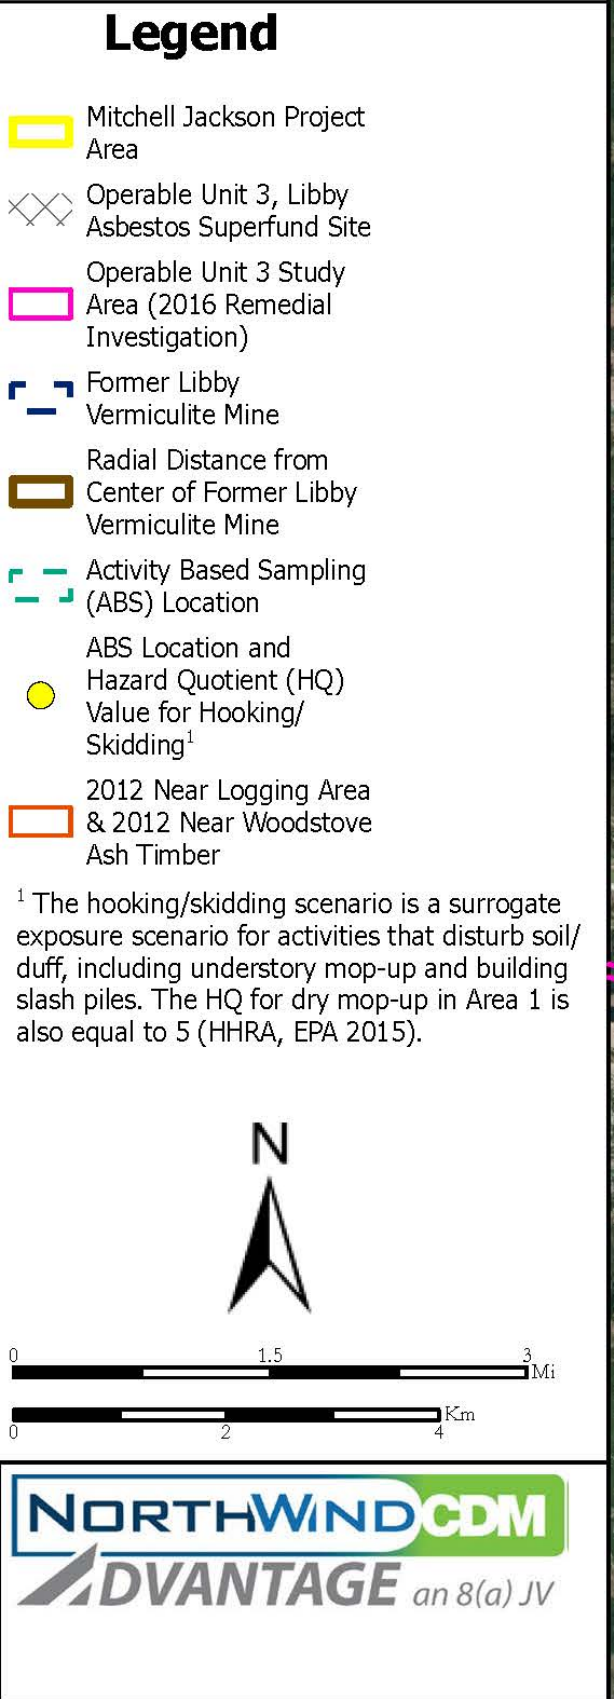 Legend
Mitchell Jackson Project
Area
Operable Unit 3, Libby
Asbestos Superfund Site
Operable Unit 3 Study
Area (2016 Remedial
Investigation)
Former Libby
Vermiculite Mine
Radial Distance from
Center of Former Libby
Vermiculite Mine
Activity Based Sampling
(ABS) Location
ABS Location and
Hazard Quotient (HQ)
Value for Hooking/
Skidding¹
2012 Near Logging Area
& 2012 Near Woodstove
Ash Timber
¹ The hooking/skidding scenario is a surrogate
exposure scenario for activities that disturb soil/
duff, including understory mop-up and building
slash piles. The HQ for dry mop-up in Area 1 is
also equal to 5 (HHRA, EPA 2015).
N
0 1.5 3
Mi
Km
0 2 4
NORTHWIND CDM
ADVANTAGE an 8(a) JV